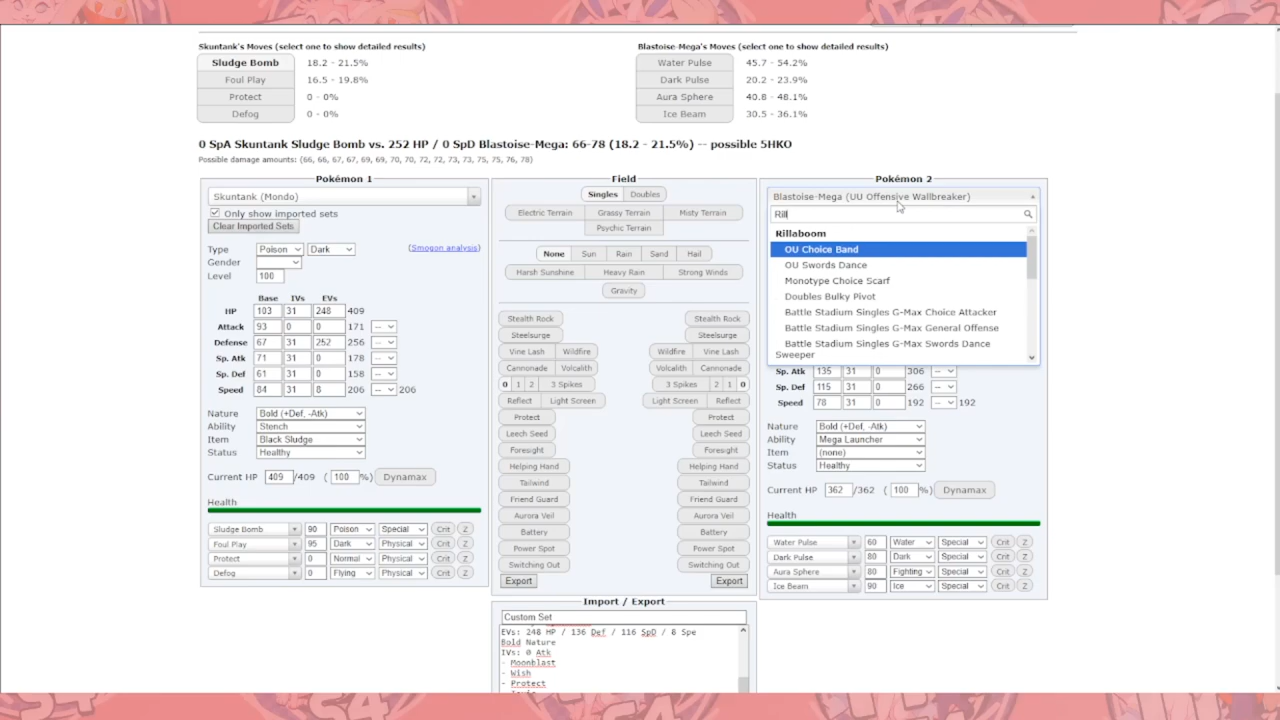 Skuntank's Moves (select one to show detailed results)
Sludge Bomb 18.2 - 21.5%
Foul Play 16.5 - 19.8%
Protect 0 - 0%
Defog 0 - 0%
Blastoise-Mega's Moves (select one to show detailed results)
Water Pulse 45.7 - 54.2%
Dark Pulse 20.2 - 23.9%
Aura Sphere 40.8 - 48.1%
Ice Beam 30.5 - 36.1%
0 SpA Skuntank Sludge Bomb vs. 252 HP / 0 SpD Blastoise-Mega: 66-78 (18.2 - 21.5%) -- possible 5HKO
Possible damage amounts: (66, 66, 67, 67, 69, 69, 70, 70, 72, 72, 73, 73, 75, 75, 76, 78)
Pokémon 1
Skuntank (Mondo)
Only show imported sets
Clear Imported Sets
Type Poison Dark (Smogon analysis)
Gender
Level 100
Base IVs EVs
HP 103 31 248 409
Attack 93 0 0 171 --
Defense 67 31 252 256 --
Sp. Atk 71 31 0 178 --
Sp. Def 61 31 0 158 --
Speed 84 31 8 206 -- 206
Nature Bold (+Def, -Atk)
Ability Stench
Item Black Sludge
Status Healthy
Current HP 409 /409 ( 100 %) Dynamax
Health
Sludge Bomb 90 Poison Special Crit Z
Foul Play 95 Dark Physical Crit Z
Protect 0 Normal Physical Crit Z
Defog 0 Flying Physical Crit Z
Field
Singles Doubles
Electric Terrain Grassy Terrain Misty Terrain
Psychic Terrain
None Sun Rain Sand Hail
Harsh Sunshine Heavy Rain Strong Winds
Gravity
Stealth Rock Stealth Rock
Steelsurge Steelsurge
Vine Lash Wildfire Wildfire Vine Lash
Cannonade Volcalith Volcalith Cannonade
0 1 2 3 Spikes 3 Spikes 2 1 0
Reflect Light Screen Light Screen Reflect
Protect Protect
Leech Seed Leech Seed
Foresight Foresight
Helping Hand Helping Hand
Tailwind Tailwind
Friend Guard Friend Guard
Aurora Veil Aurora Veil
Battery Battery
Power Spot Power Spot
Switching Out Switching Out
Export Export
Import / Export
Custom Set
EVs: 248 HP / 136 Def / 116 SpD / 8 Spe
Bold Nature
IVs: 0 Atk
- Moonblast
- Wish
- Protect
Pokémon 2
Blastoise-Mega (UU Offensive Wallbreaker)
Rill
Rillaboom
OU Choice Band
OU Swords Dance
Monotype Choice Scarf
Doubles Bulky Pivot
Battle Stadium Singles G-Max Choice Attacker
Battle Stadium Singles G-Max General Offense
Battle Stadium Singles G-Max Swords Dance
Sweeper
Sp. Atk 135 31 0 306 --
Sp. Def 115 31 0 266 --
Speed 78 31 0 192 -- 192
Nature Bold (+Def, -Atk)
Ability Mega Launcher
Item (none)
Status Healthy
Current HP 362 /362 ( 100 %) Dynamax
Health
Water Pulse 60 Water Special Crit Z
Dark Pulse 80 Dark Special Crit Z
Aura Sphere 80 Fighting Special Crit Z
Ice Beam 90 Ice Special Crit Z